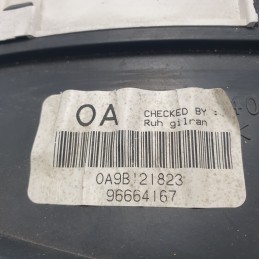 OA
CHECKED BY :
Ruh gilran
0A9B 21823
96664167